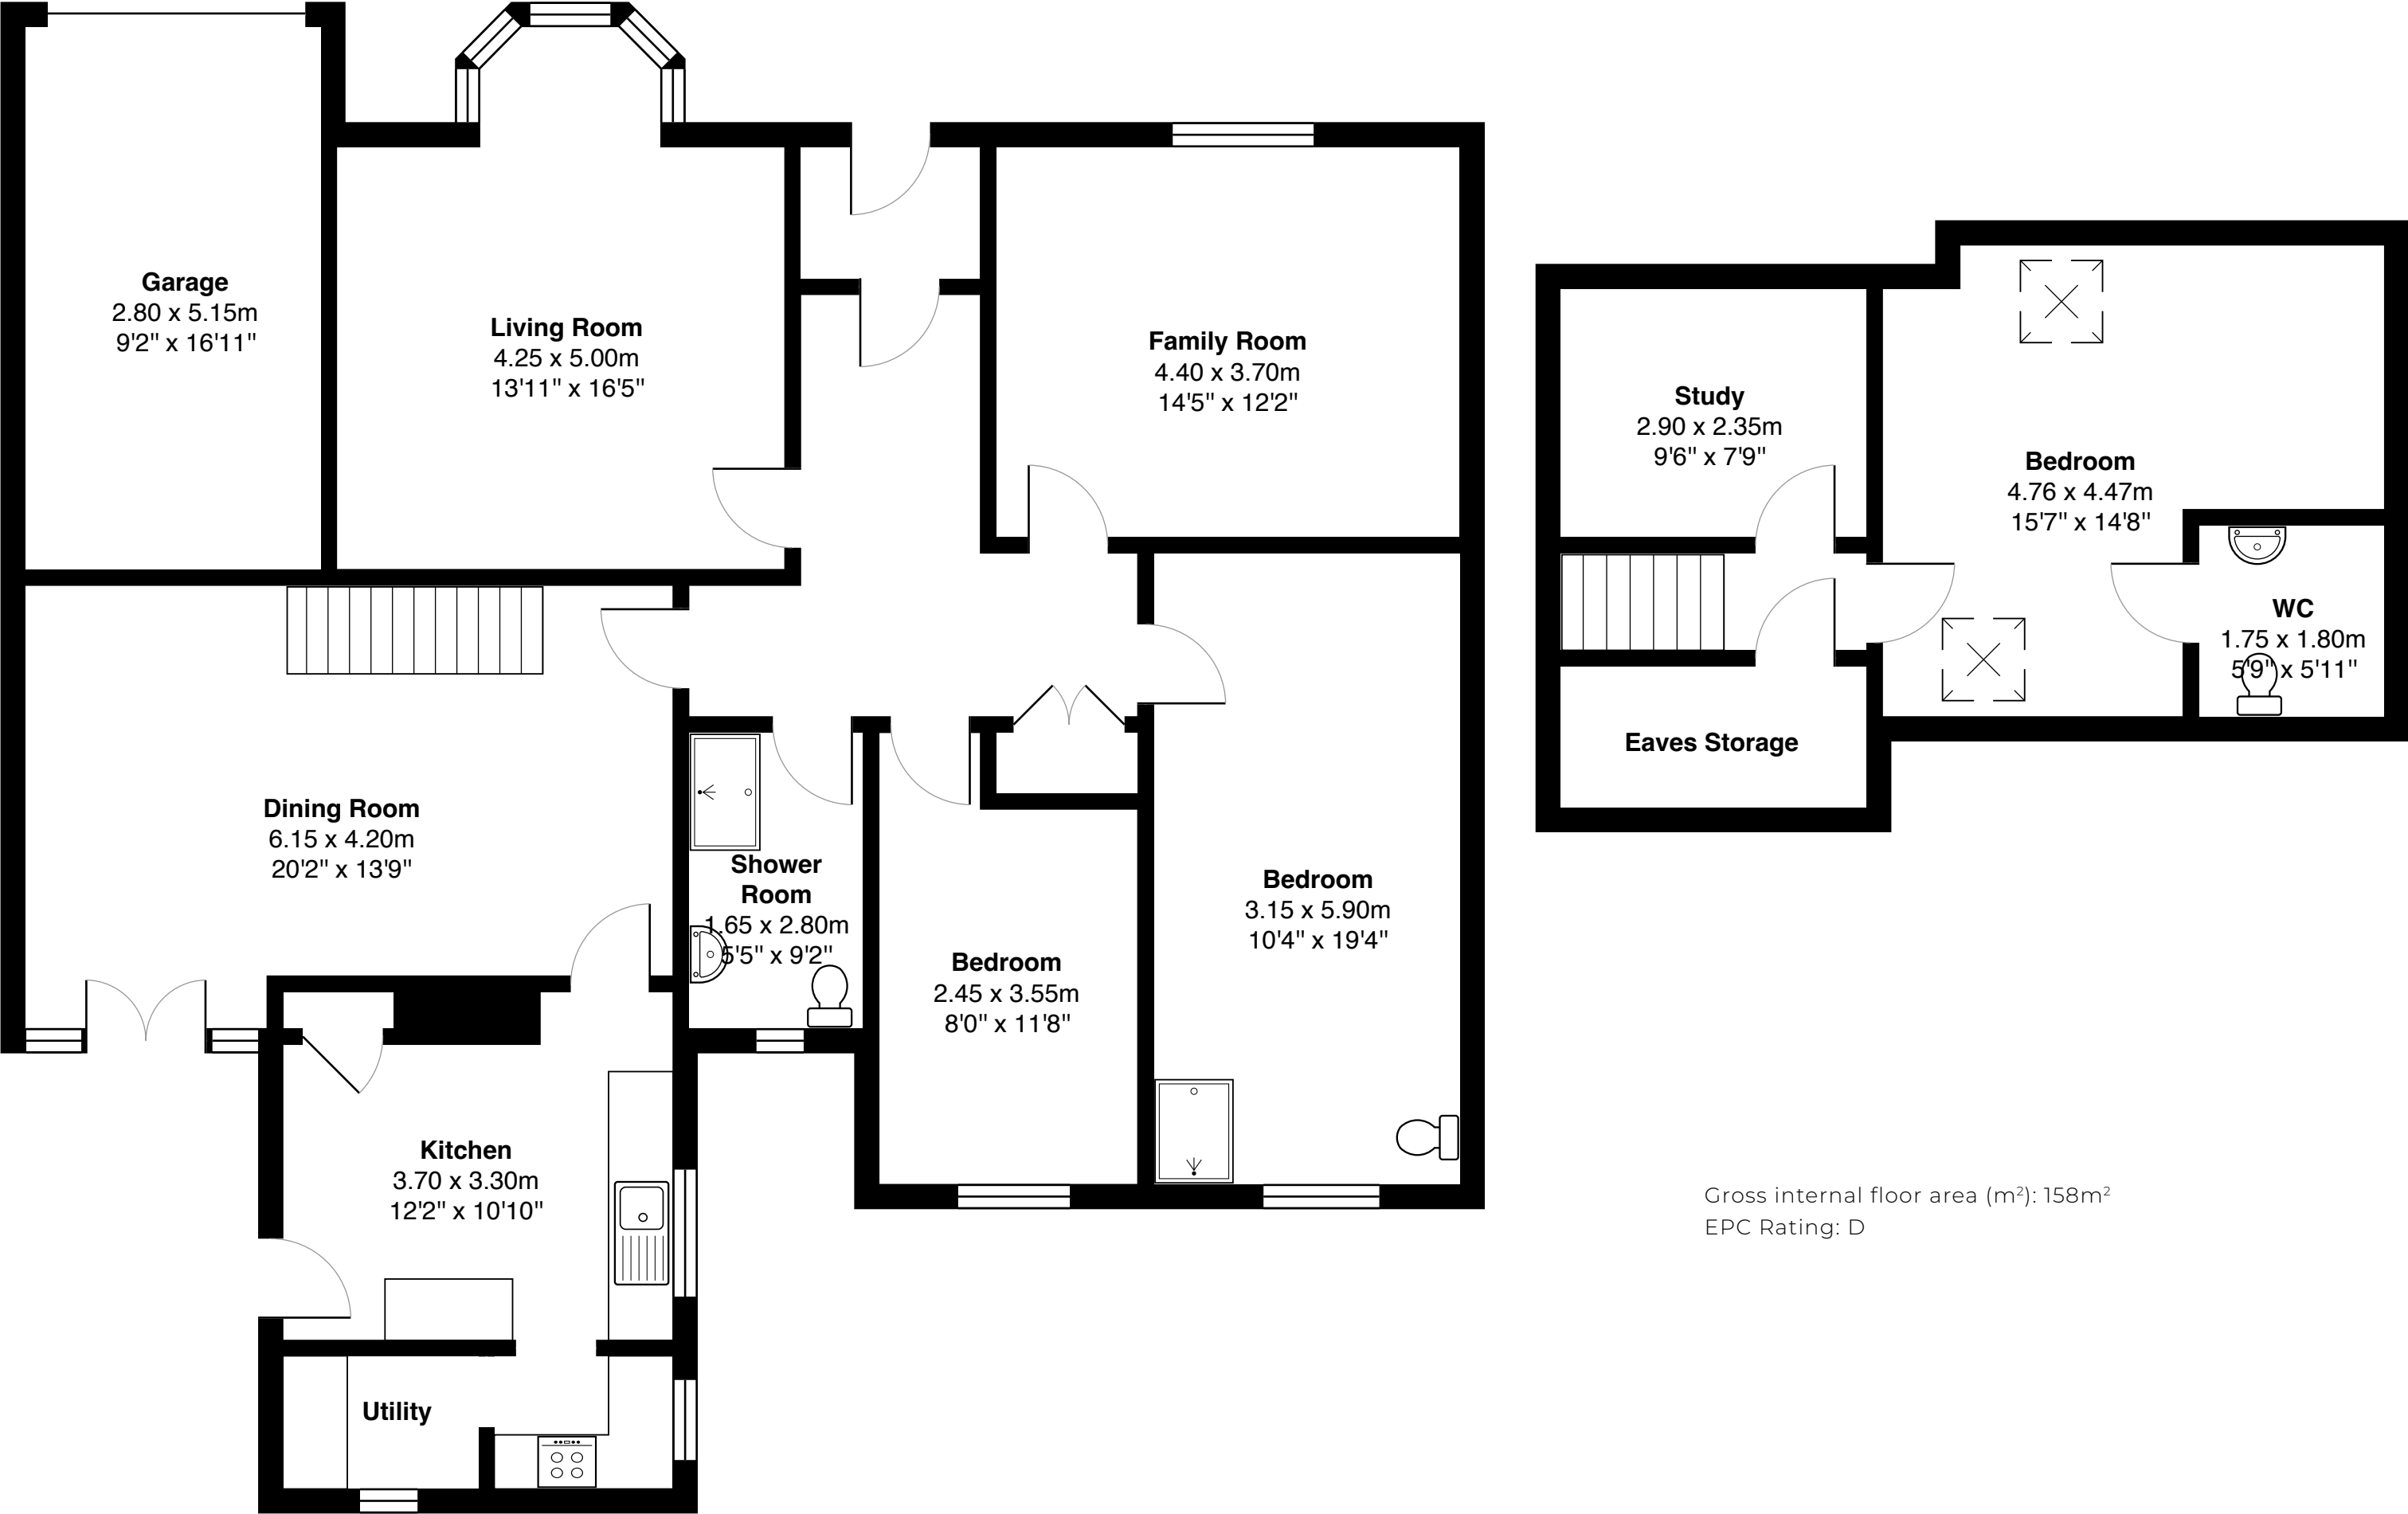 Garage
2.80 x 5.15m
9'2" x 16'11"
Living Room
4.25 x 5.00m
13'11" x 16'5"
Family Room
4.40 x 3.70m
14'5" x 12'2"
Study
2.90 x 2.35m
9'6" x 7'9"
Bedroom
4.76 x 4.47m
15'7" x 14'8"
WC
1.75 x 1.80m
5'9" x 5'11"
Eaves Storage
Dining Room
6.15 x 4.20m
20'2" x 13'9"
Shower
Room
1.65 x 2.80m
5'5" x 9'2"
Bedroom
2.45 x 3.55m
8'0" x 11'8"
Bedroom
3.15 x 5.90m
10'4" x 19'4"
Kitchen
3.70 x 3.30m
12'2" x 10'10"
Utility
Gross internal floor area (m²): 158m²
EPC Rating: D